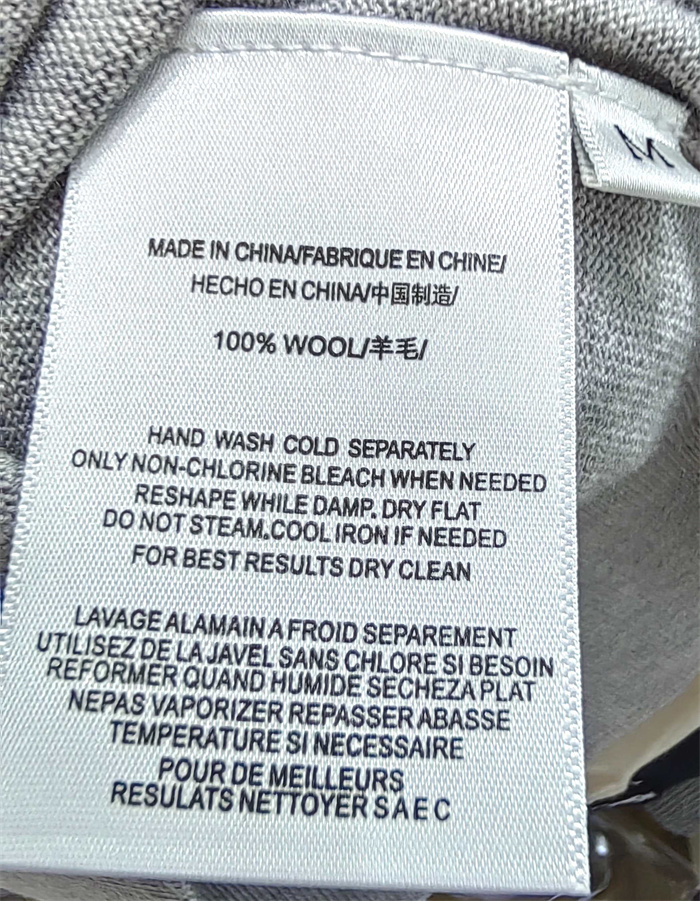 M
MADE IN CHINA/FABRIQUE EN CHINE/
HECHO EN CHINA/中国制造/
100% WOOL/羊毛/
HAND WASH COLD SEPARATELY
ONLY NON-CHLORINE BLEACH WHEN NEEDED
RESHAPE WHILE DAMP. DRY FLAT
DO NOT STEAM.COOL IRON IF NEEDED
FOR BEST RESULTS DRY CLEAN
LAVAGE ALAMAIN A FROID SEPAREMENT
UTILISEZ DE LA JAVEL SANS CHLORE SI BESOIN
REFORMER QUAND HUMIDE SECHEZA PLAT
NEPAS VAPORIZER REPASSER ABASSE
TEMPERATURE SI NECESSAIRE
POUR DE MEILLEURS
RESULATS NETTOYER S A E C